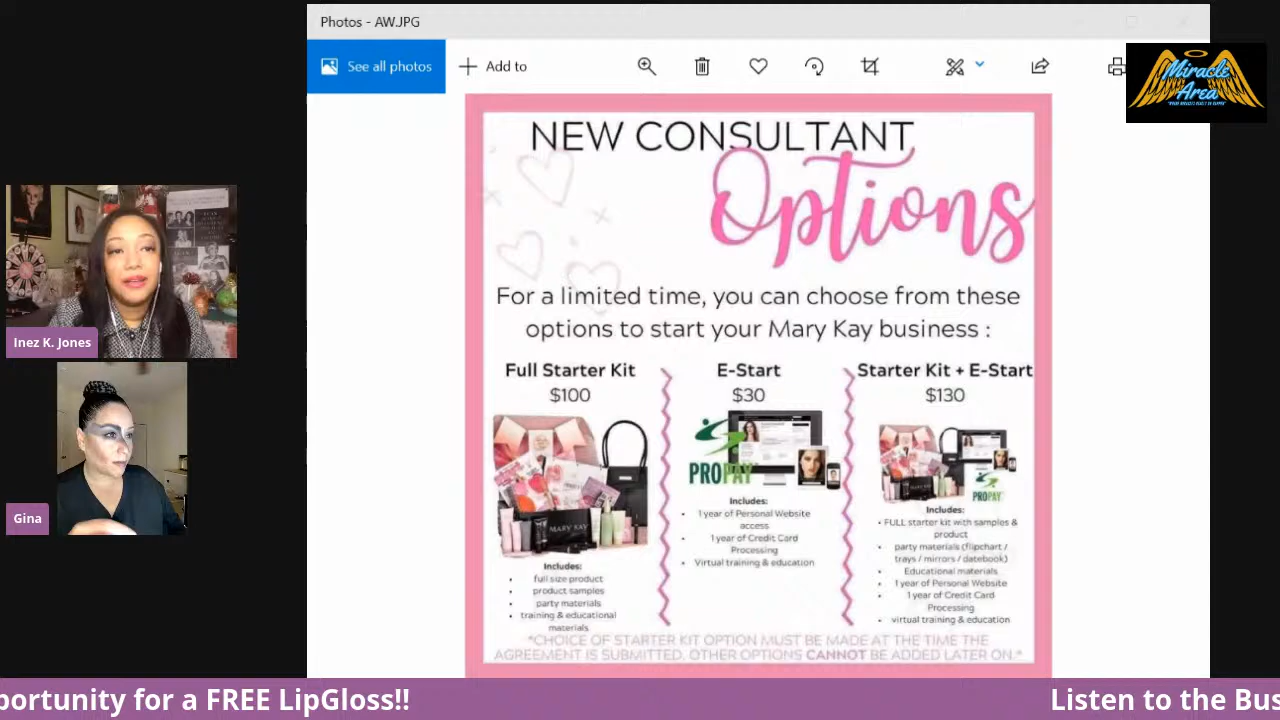 Photos - AW.JPG
See all photos
Add to
Miracle
Area
NEW CONSULTANT
Options
For a limited time, you can choose from these
options to start your Mary Kay business :
Full Starter Kit
$100
MARY KAY
Includes:
• full size product
• product samples
• party materials
• training & educational
materials
E-Start
$30
PROPAY
Includes:
• 1 year of Personal Website
access
• 1 year of Credit Card
Processing
• Virtual training & education
Starter Kit + E-Start
$130
MARY KAY
PROPAY
Includes:
• FULL starter kit with samples &
product
• party materials (flipchart /
trays / mirrors / datebook)
• Educational materials
• 1 year of Personal Website
• 1 year of Credit Card
Processing
• virtual training & education
*CHOICE OF STARTER KIT OPTION MUST BE MADE AT THE TIME THE
AGREEMENT IS SUBMITTED. OTHER OPTIONS CANNOT BE ADDED LATER ON.*
Inez K. Jones
Gina
portunity for a FREE LipGloss!! Listen to the Bus